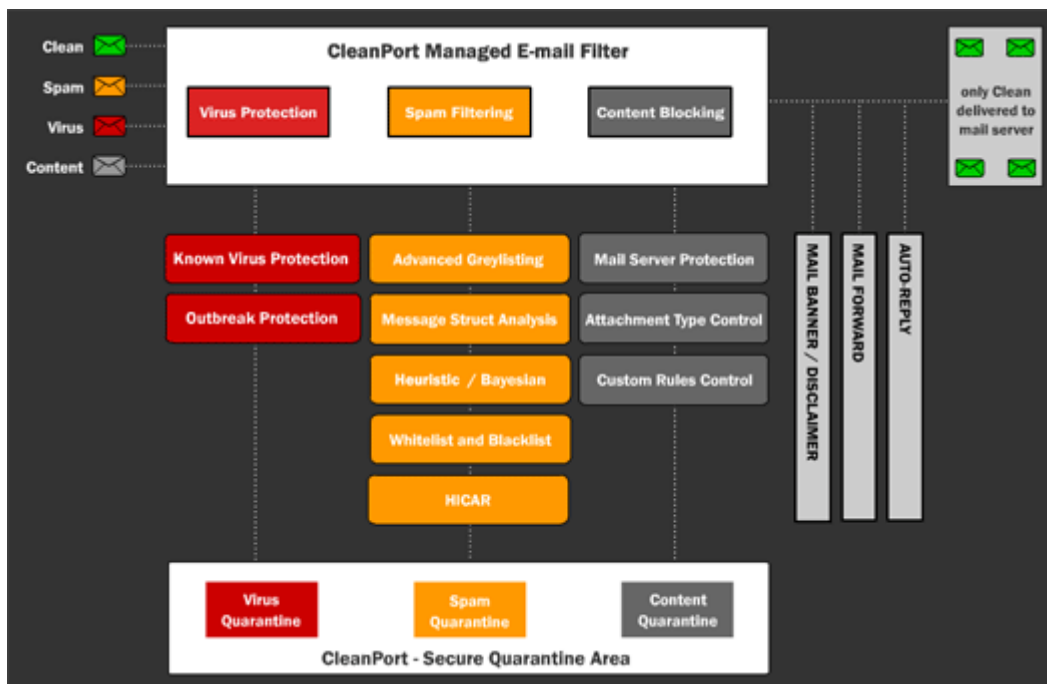 CleanPort Managed E-mail Filter
Clean
Spam
Virus
Content
Virus Protection
Spam Filtering
Content Blocking
only Clean
delivered to
mail server
Known Virus Protection
Outbreak Protection
Advanced Greylisting
Message Struct Analysis
Heuristic / Bayesian
Whitelist and Blacklist
HICAR
Mail Server Protection
Attachment Type Control
Custom Rules Control
MAIL BANNER / DISCLAIMER
MAIL FORWARD
AUTO-REPLY
Virus
Quarantine
Spam
Quarantine
Content
Quarantine
CleanPort - Secure Quarantine Area